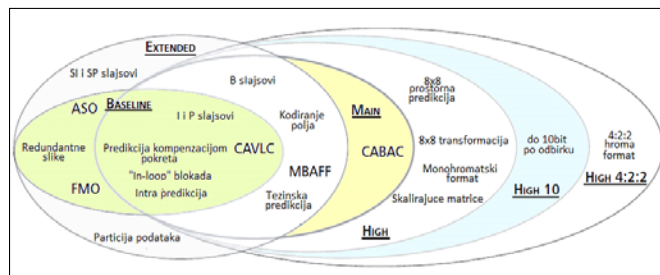 EXTENDED
SI i SP slajsovi
B slajsovi
ASO
BASELINE
I i P slajsovi
Kodiranje
polja
MAIN
8x8
prostorna
predikcija
Redundantne
slike
Predikcija kompenzacijom
pokreta
CAVLC
CABAC
8x8 transformacija
do 10bit
po odbirku
4:2:2
hroma
format
"In-loop" blokada
MBAFF
Monohromatski
format
FMO
Intra predikcija
Tezinska
predikcija
Skalirajuce matrice
HIGH 10
HIGH 4:2:2
Particija podataka
HIGH